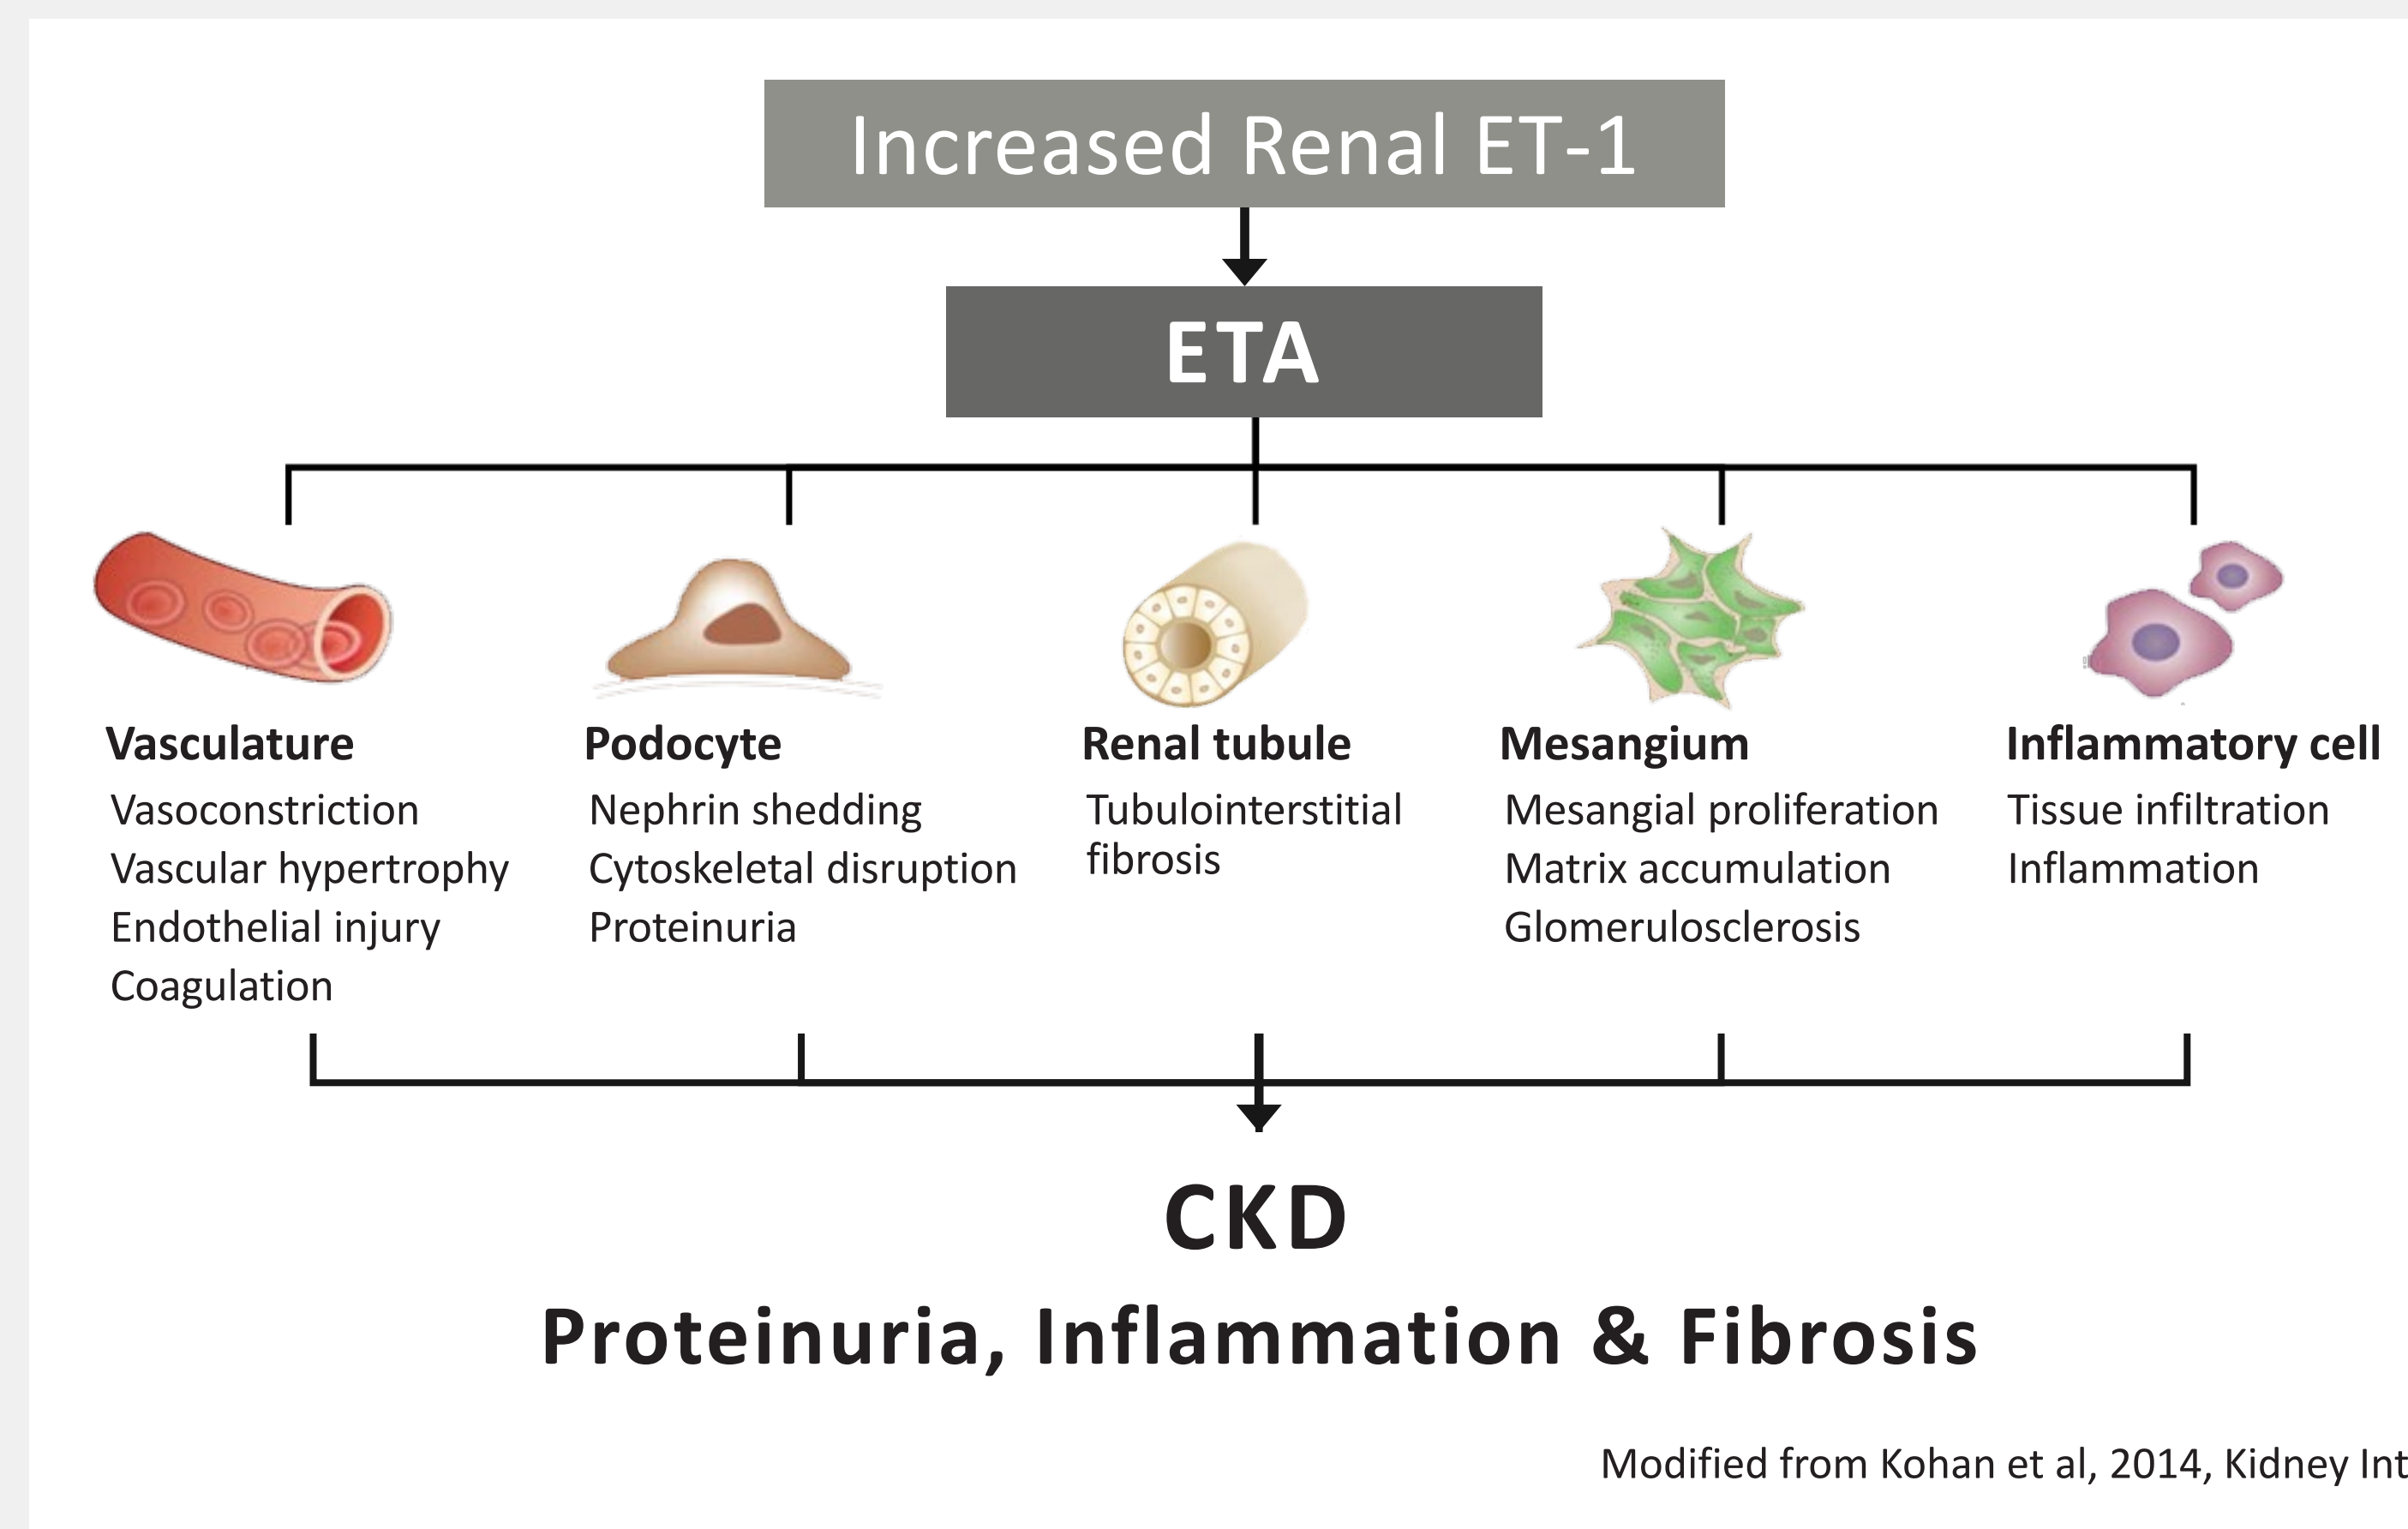 Increased Renal ET-1
ETA
Vasculature
Vasoconstriction
Vascular hypertrophy
Endothelial injury
Coagulation
Podocyte
Nephrin shedding
Cytoskeletal disruption
Proteinuria
Renal tubule
Tubulointerstitial
fibrosis
Mesangium
Mesangial proliferation
Matrix accumulation
Glomerulosclerosis
Inflammatory cell
Tissue infiltration
Inflammation
CKD
Proteinuria, Inflammation & Fibrosis
Modified from Kohan et al, 2014, Kidney Int